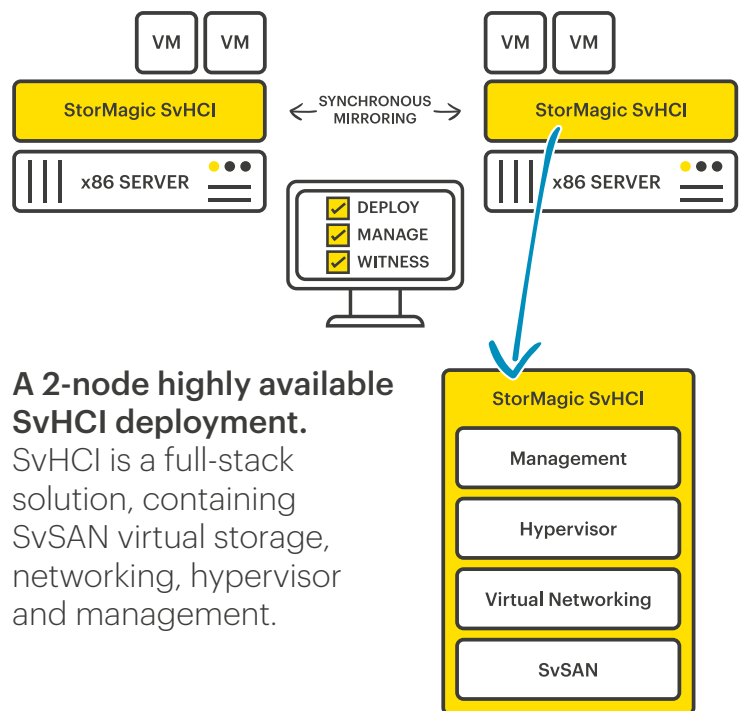 VM VM
VM VM
StorMagic SvHCI
SYNCHRONOUS
MIRRORING
StorMagic SvHCI
x86 SERVER
x86 SERVER
DEPLOY
MANAGE
WITNESS
A 2-node highly available
SvHCI deployment.
SvHCI is a full-stack
solution, containing
SvSAN virtual storage,
networking, hypervisor
and management.
StorMagic SvHCI
Management
Hypervisor
Virtual Networking
SvSAN